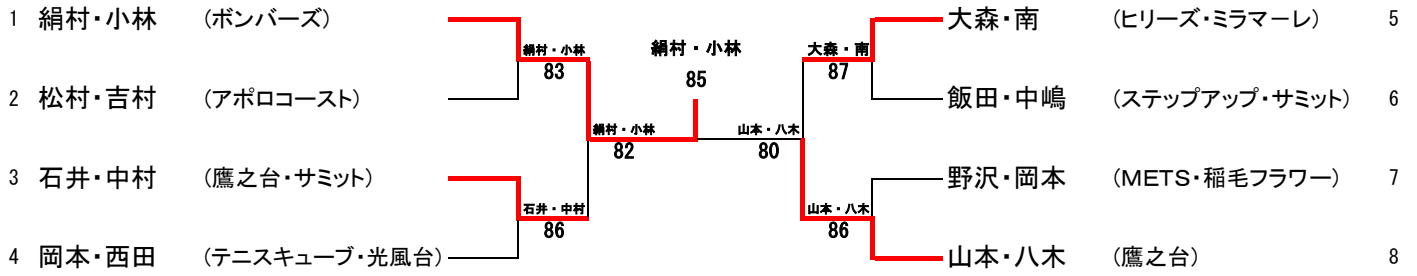 1 絹村・小林 (ボンバーズ)
大森・南 (ヒリーズ・ミラマーレ) 5
絹村・小林
83
絹村・小林
85
大森・南
87
2 松村・吉村 (アポロコースト)
飯田・中嶋 (ステップアップ・サミット) 6
絹村・小林
82
山本・八木
80
3 石井・中村 (鷹之台・サミット)
野沢・岡本 (METS・稲毛フラワー) 7
石井・中村
86
山本・八木
86
4 岡本・西田 (テニスキューブ・光風台)
山本・八木 (鷹之台) 8